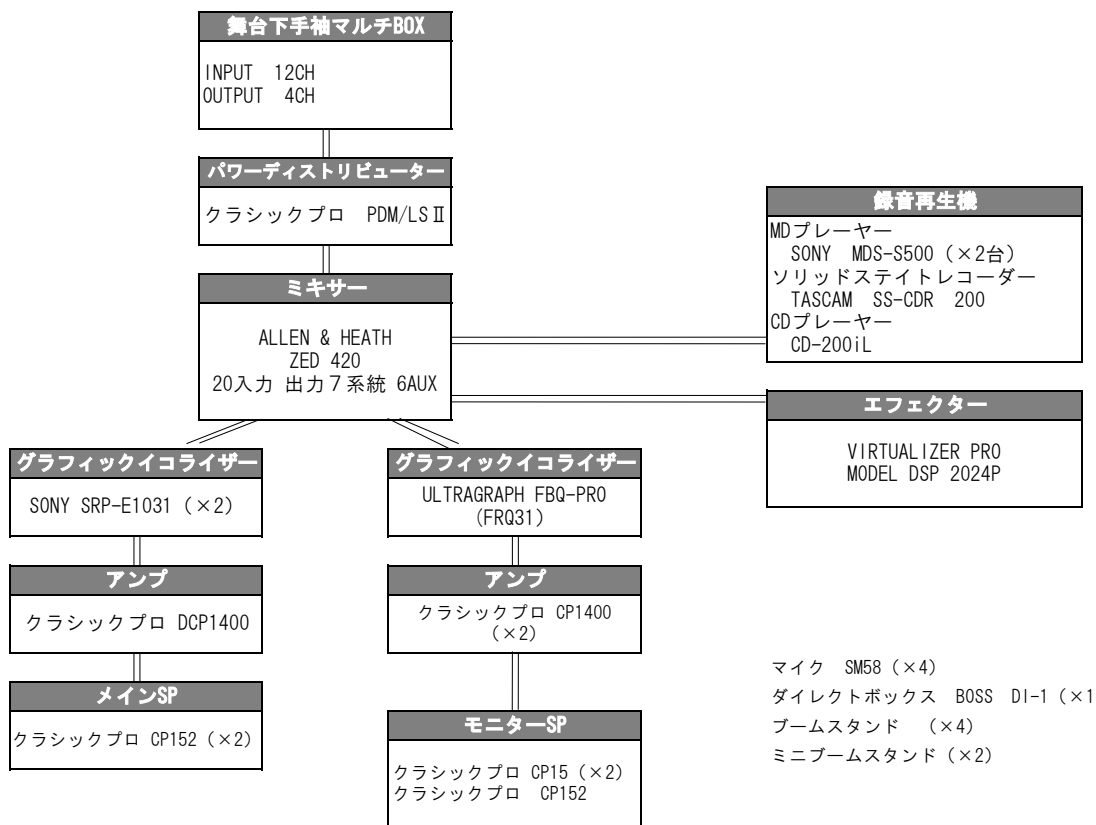 舞台下手袖マルチBOX
INPUT 12CH
OUTPUT 4CH
パワーディストリビューター
クラシックプロ PDM/LSⅡ
ミキサー
ALLEN & HEATH
ZED 420
20入力 出力７系統 6AUX
録音再生機
MDプレーヤー
SONY MDS-S500（×2台）
ソリッドステイトレコーダー
TASCAM SS-CDR 200
CDプレーヤー
CD-200iL
エフェクター
VIRTUALIZER PRO
MODEL DSP 2024P
グラフィックイコライザー
SONY SRP-E1031（×2）
アンプ
クラシックプロ DCP1400
メインSP
クラシックプロ CP152（×2）
グラフィックイコライザー
ULTRAGRAPH FBQ-PRO
(FRQ31）
アンプ
クラシックプロ CP1400
（×2）
モニターSP
クラシックプロ CP15（×2）
クラシックプロ CP152
マイク SM58（×4）
ダイレクトボックス BOSS DI-1（×1
ブームスタンド （×4）
ミニブームスタンド（×2）